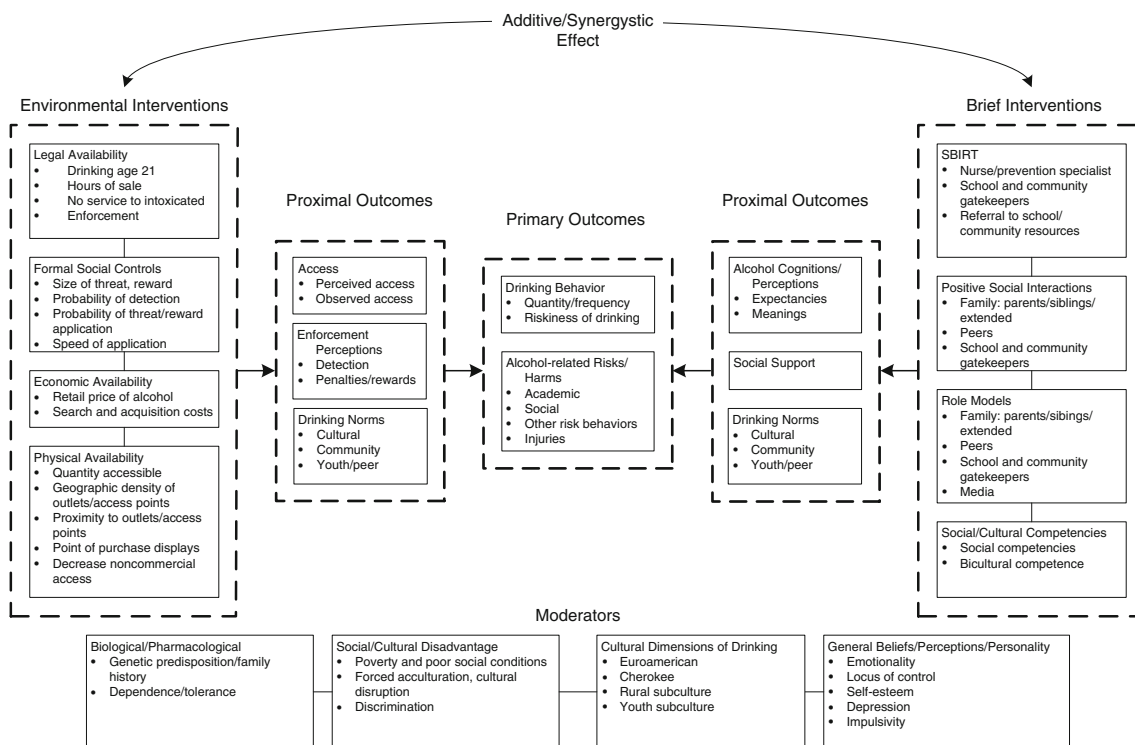 Additive/Synergystic
Effect
Environmental Interventions
Legal Availability
• Drinking age 21
• Hours of sale
• No service to intoxicated
• Enforcement
Formal Social Controls
• Size of threat, reward
• Probability of detection
• Probability of threat/reward
application
• Speed of application
Economic Availability
• Retail price of alcohol
• Search and acquisition costs
Physical Availability
• Quantity accessible
• Geographic density of
outlets/access points
• Proximity to outlets/access
points
• Point of purchase displays
• Decrease noncommercial
access
Proximal Outcomes
Access
• Perceived access
• Observed access
Enforcement
Perceptions
• Detection
• Penalties/rewards
Drinking Norms
• Cultural
• Community
• Youth/peer
Primary Outcomes
Drinking Behavior
• Quantity/frequency
• Riskiness of drinking
Alcohol-related Risks/
Harms
• Academic
• Social
• Other risk behaviors
• Injuries
Proximal Outcomes
Alcohol Cognitions/
Perceptions
• Expectancies
• Meanings
Social Support
Drinking Norms
• Cultural
• Community
• Youth/peer
Brief Interventions
SBIRT
• Nurse/prevention specialist
• School and community
gatekeepers
• Referral to school/
community resources
Positive Social Interactions
• Family: parents/siblings/
extended
• Peers
• School and community
gatekeepers
Role Models
• Family: parents/sibings/
extended
• Peers
• School and community
gatekeepers
• Media
Social/Cultural Competencies
• Social competencies
• Bicultural competence
Moderators
Biological/Pharmacological
• Genetic predisposition/family
history
• Dependence/tolerance
Social/Cultural Disadvantage
• Poverty and poor social conditions
• Forced acculturation, cultural
disruption
• Discrimination
Cultural Dimensions of Drinking
• Euroamerican
• Cherokee
• Rural subculture
• Youth subculture
General Beliefs/Perceptions/Personality
• Emotionality
• Locus of control
• Self-esteem
• Depression
• Impulsivity